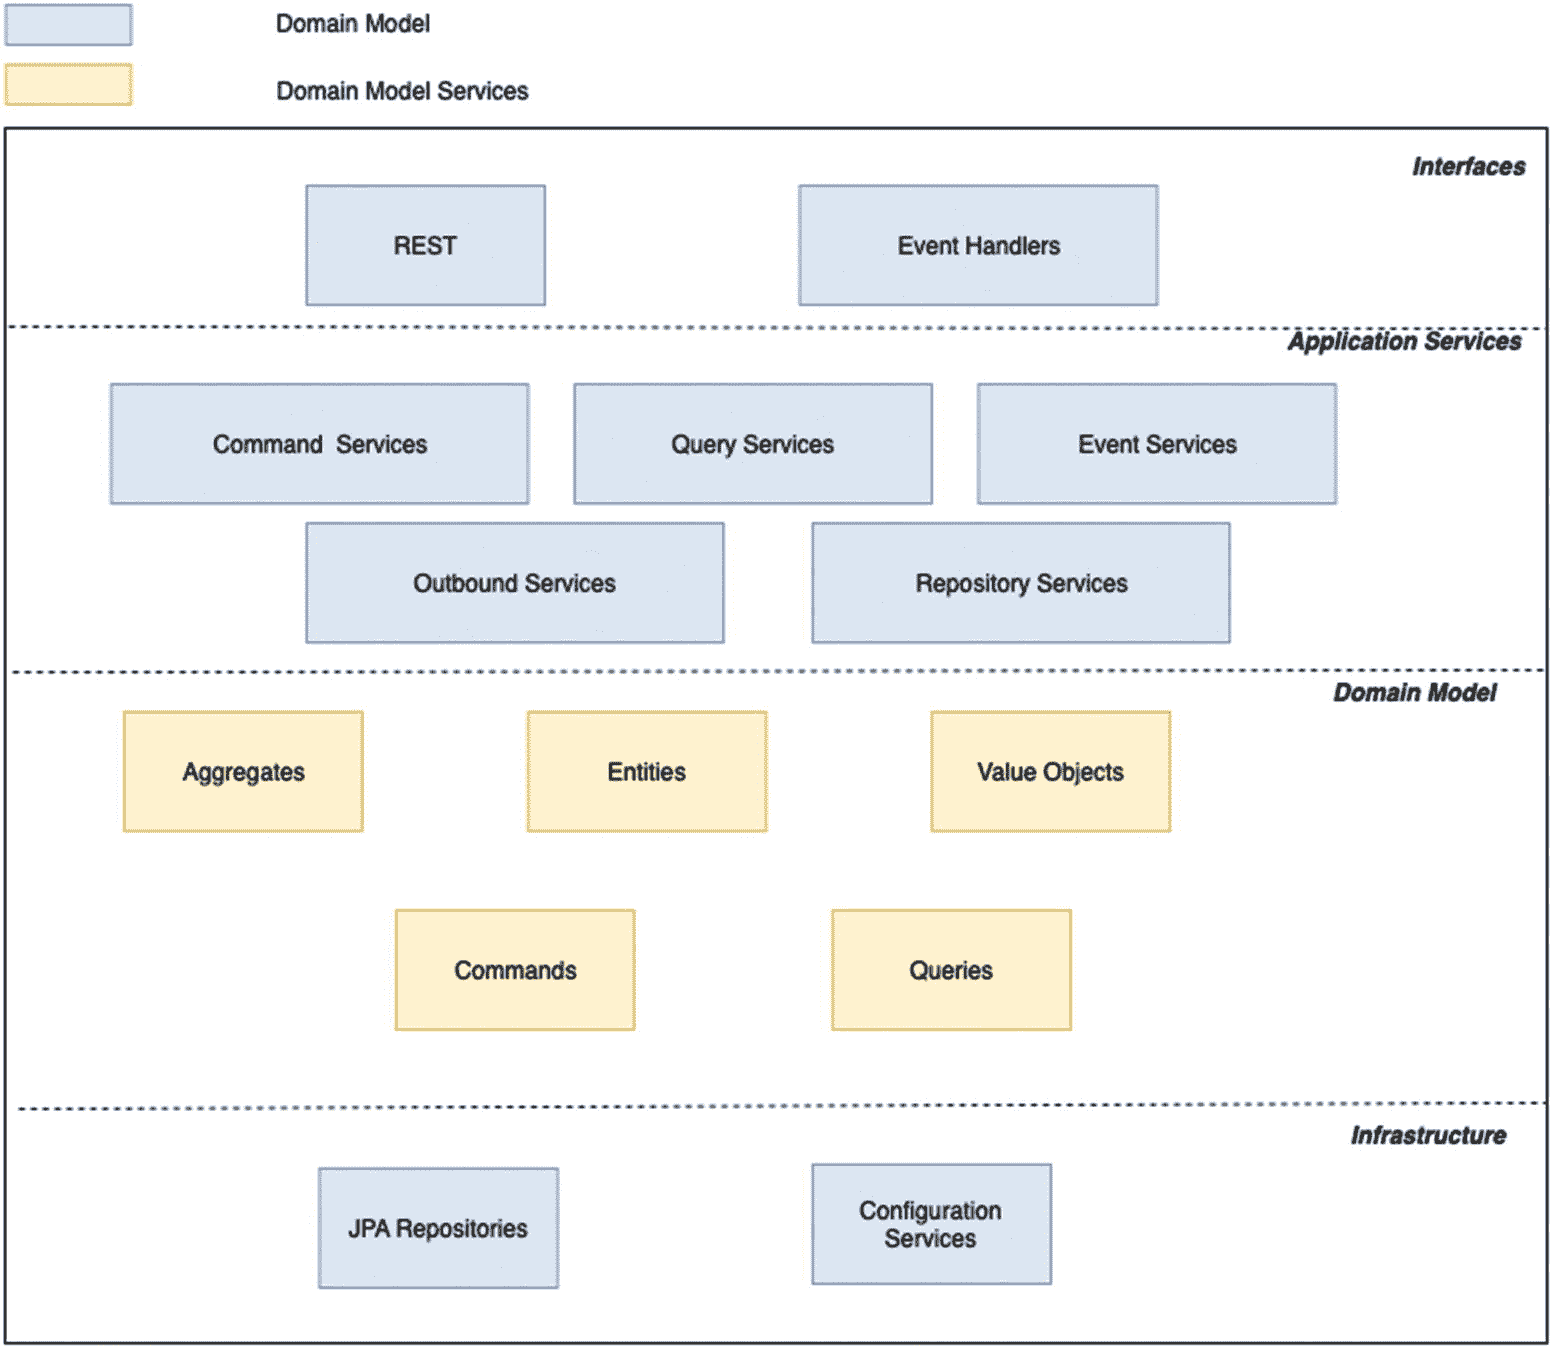 Domain Model
Domain Model Services
Interfaces
REST
Event Handlers
Application Services
Command Services
Query Services
Event Services
Outbound Services
Repository Services
Domain Model
Aggregates
Entities
Value Objects
Commands
Queries
Infrastructure
JPA Repositories
Configuration
Services